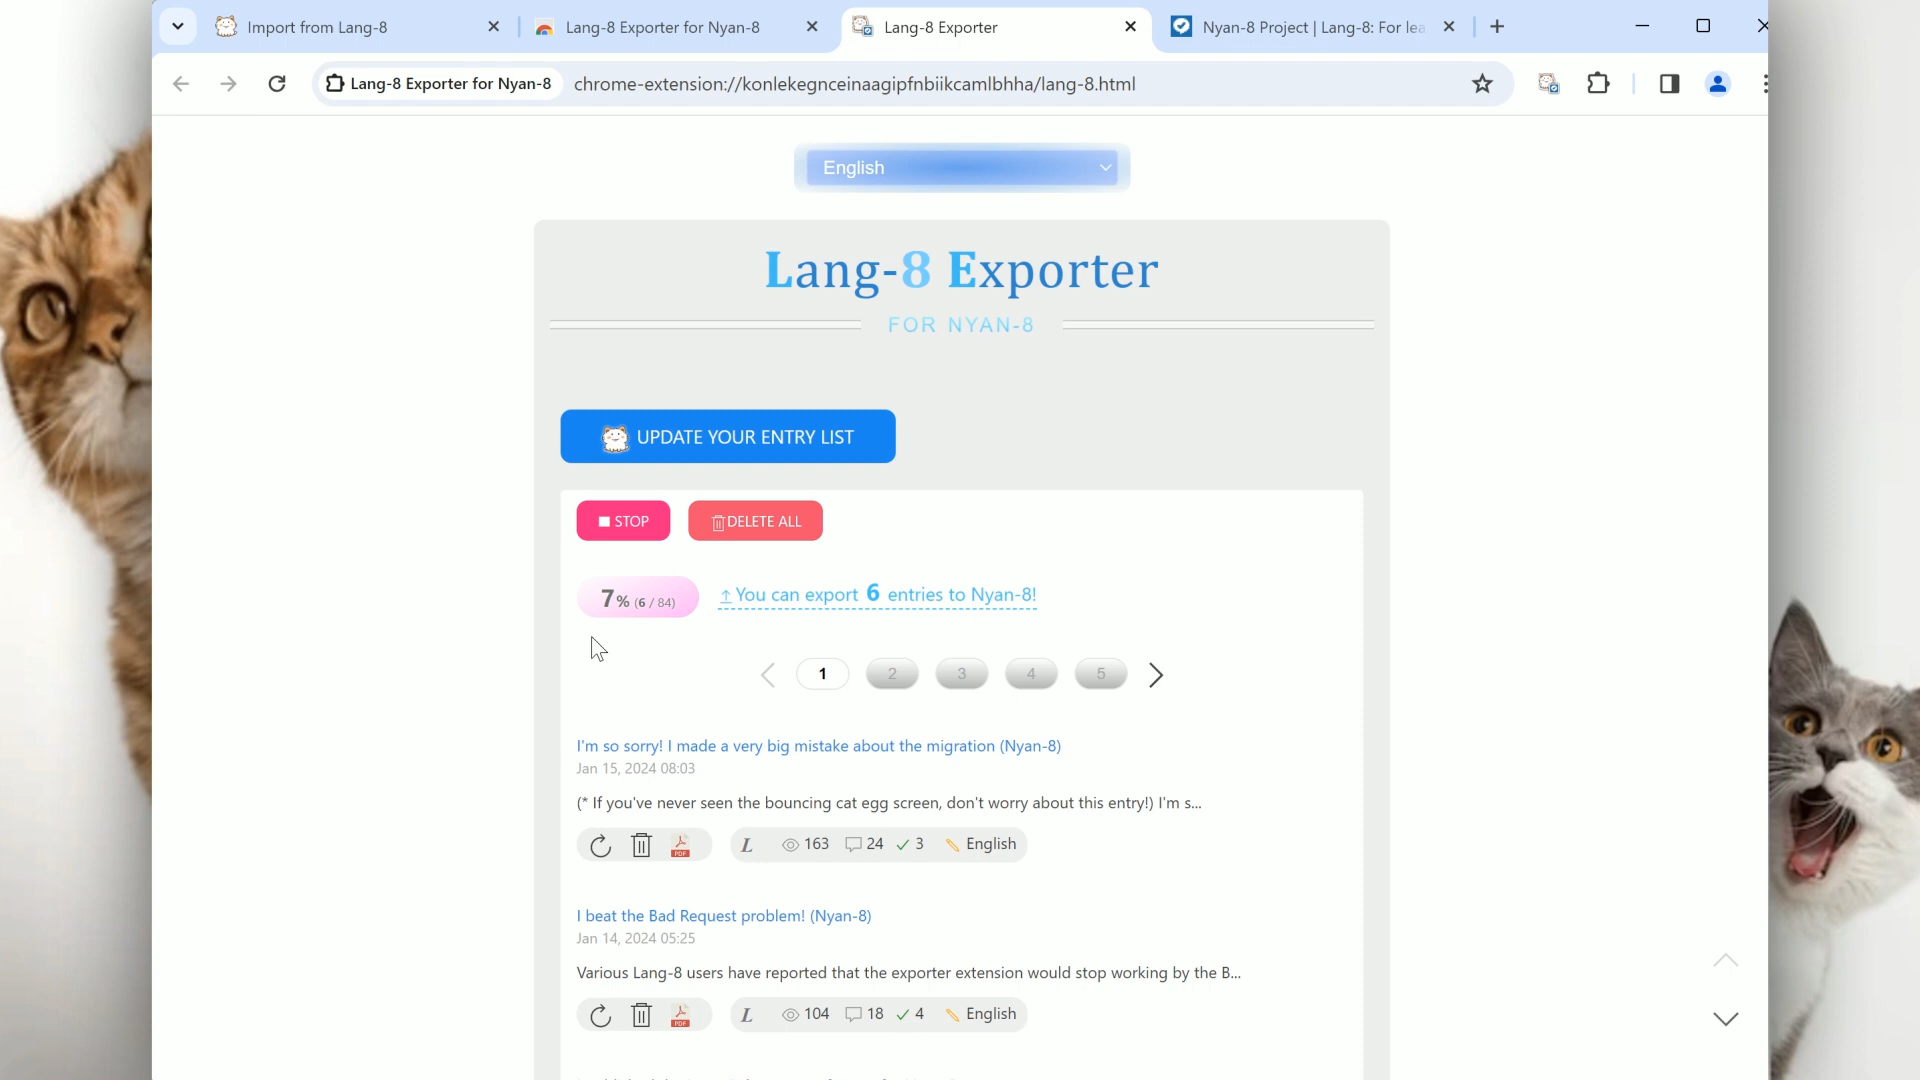 Import from Lang-8
Lang-8 Exporter for Nyan-8
Lang-8 Exporter
Nyan-8 Project | Lang-8: For lea
Lang-8 Exporter for Nyan-8
chrome-extension://konlekegnceinaagipfnbiikcamlbhha/lang-8.html
English
Lang-8 Exporter
FOR NYAN-8
UPDATE YOUR ENTRY LIST
STOP
DELETE ALL
7% (6 / 84)
You can export 6 entries to Nyan-8!
1 2 3 4 5
I'm so sorry! I made a very big mistake about the migration (Nyan-8)
Jan 15, 2024 08:03
(* If you've never seen the bouncing cat egg screen, don't worry about this entry!) I'm s...
PDF L 163 24 3 English
I beat the Bad Request problem! (Nyan-8)
Jan 14, 2024 05:25
Various Lang-8 users have reported that the exporter extension would stop working by the B...
PDF L 104 18 4 English